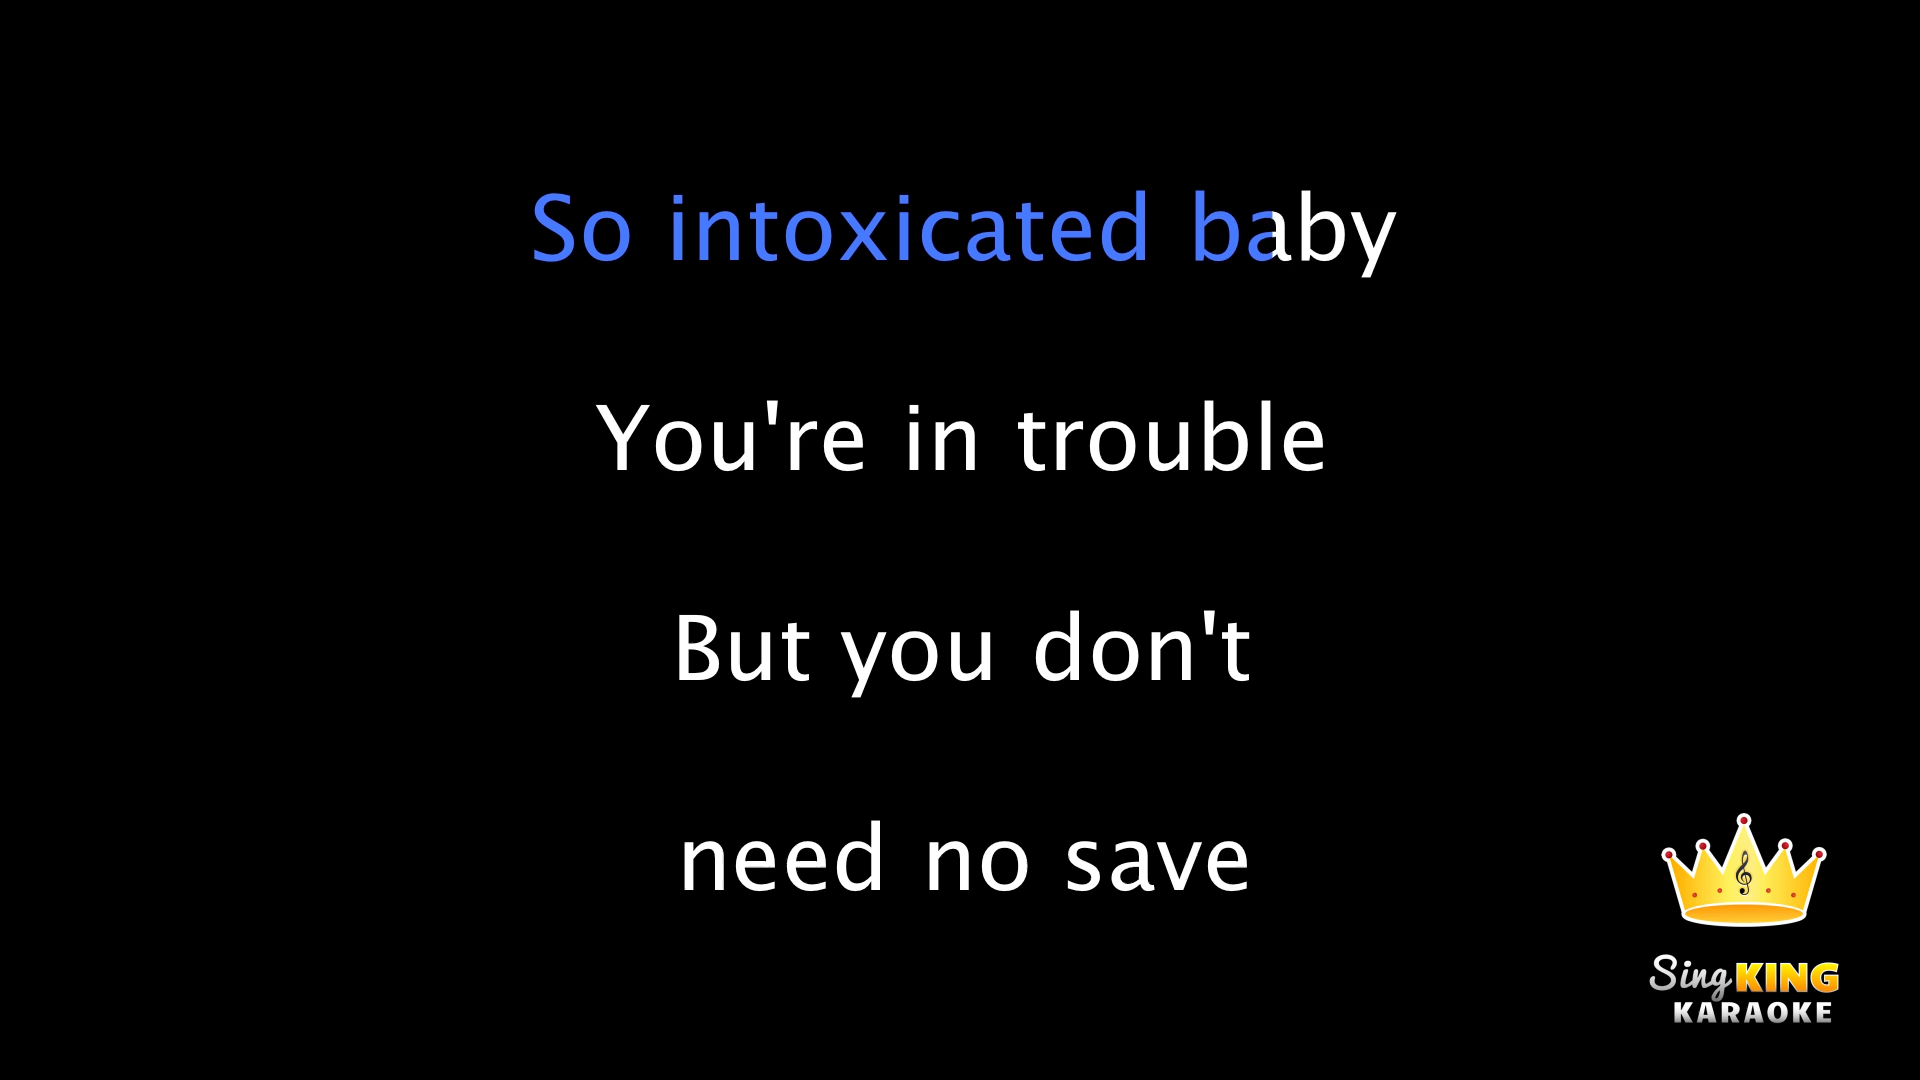 So intoxicated baby
You're in trouble
But you don't
need no save
Sing KING
KARAOKE